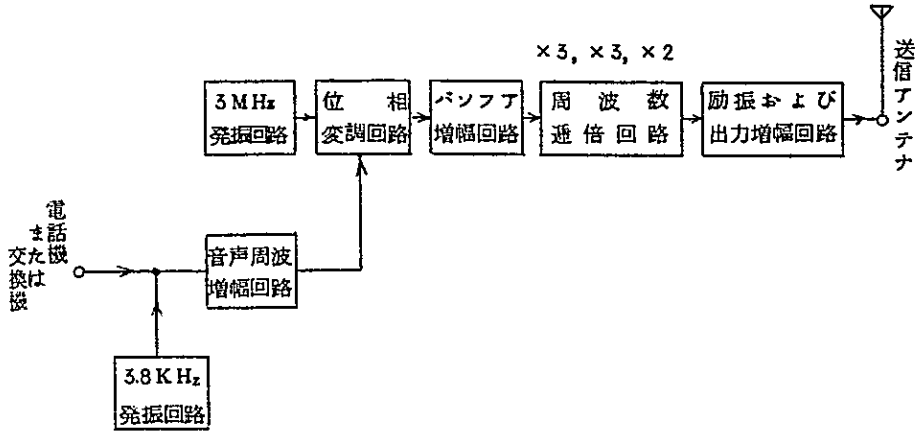 ×3, ×3, ×2
3MHz
発振回路
位相
変調回路
バッファ
増幅回路
周波数
逓倍回路
励振および
出力増幅回路
送信アンテナ
電話機
または
交換機
音声周波
増幅回路
3.8KHz
発振回路